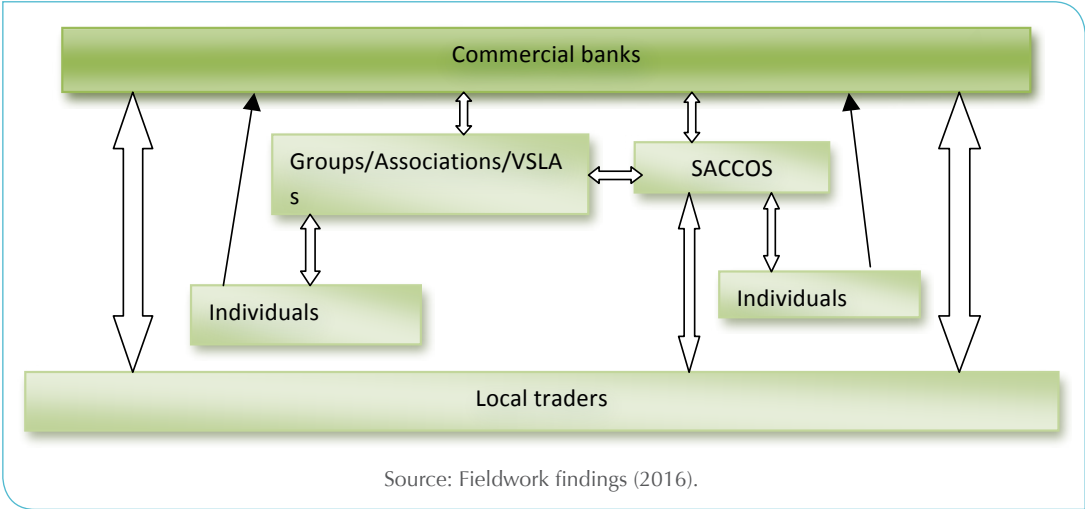 Commercial banks
Groups/Associations/VSLA
s
SACCOS
Individuals
Individuals
Local traders
Source: Fieldwork findings (2016).